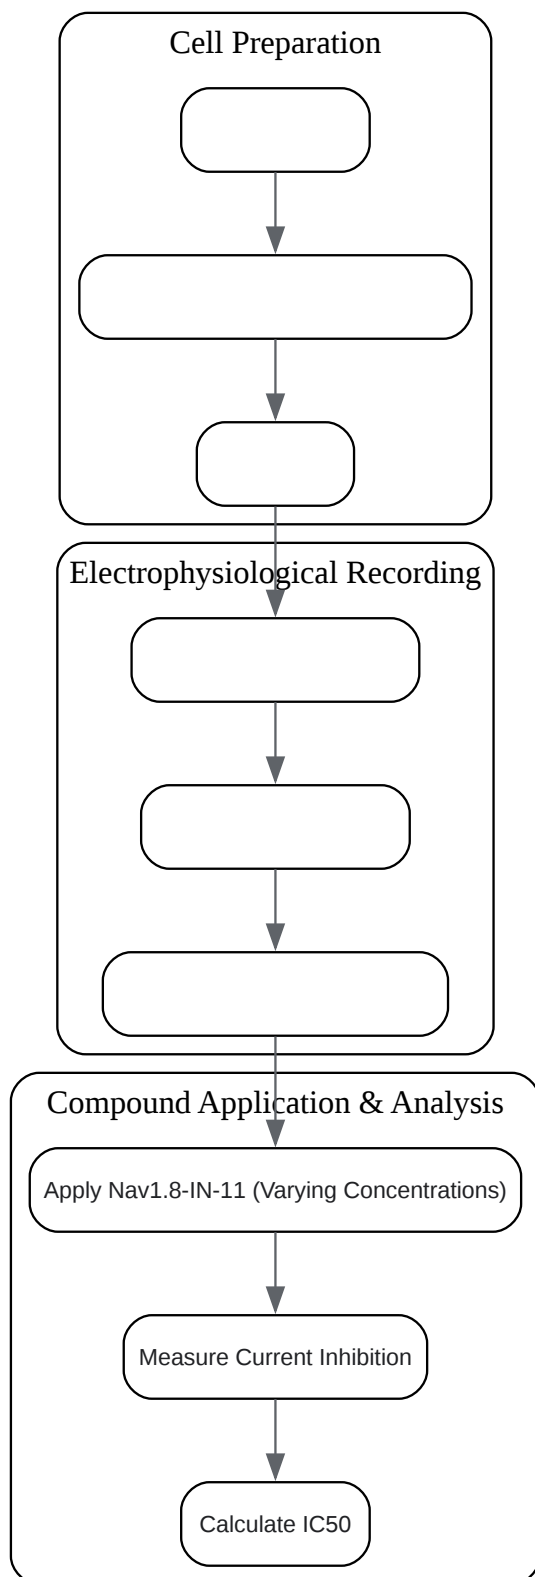 Cell Preparation
Electrophysiological Recording
Compound Application & Analysis
Apply Nav1.8-IN-11 (Varying Concentrations)
Measure Current Inhibition
Calculate IC50